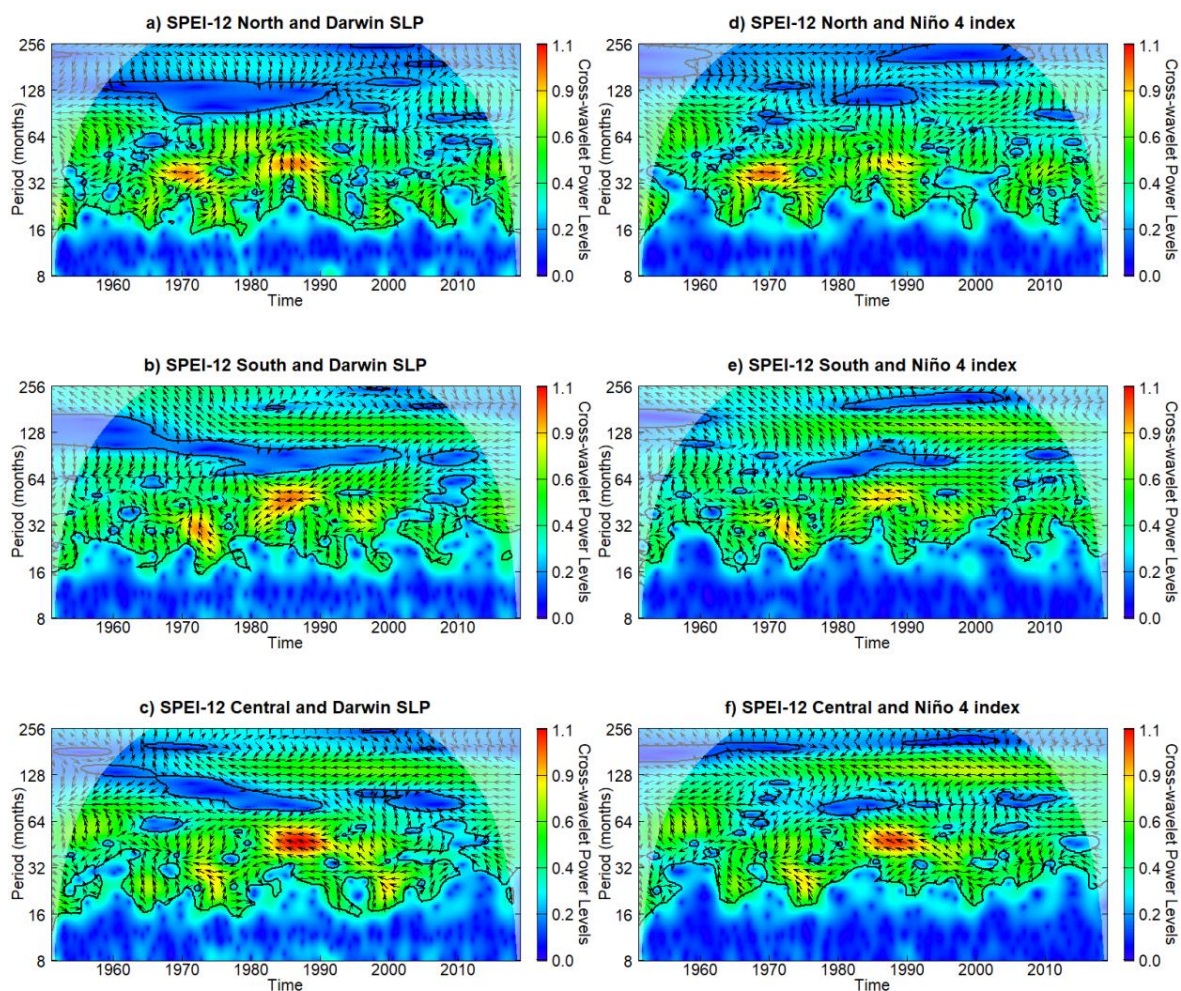 a) SPEI-12 North and Darwin SLP
256
128
64
32
16
8
Period (months)
1960 1970 1980 1990 2000 2010
Time
1.1
0.9
0.6
0.4
0.2
0.0
Cross-wavelet Power Levels
d) SPEI-12 North and Niño 4 index
256
128
64
32
16
8
Period (months)
1960 1970 1980 1990 2000 2010
Time
1.1
0.9
0.6
0.4
0.2
0.0
Cross-wavelet Power Levels
b) SPEI-12 South and Darwin SLP
256
128
64
32
16
8
Period (months)
1960 1970 1980 1990 2000 2010
Time
1.1
0.9
0.6
0.4
0.2
0.0
Cross-wavelet Power Levels
e) SPEI-12 South and Niño 4 index
256
128
64
32
16
8
Period (months)
1960 1970 1980 1990 2000 2010
Time
1.1
0.9
0.6
0.4
0.2
0.0
Cross-wavelet Power Levels
c) SPEI-12 Central and Darwin SLP
256
128
64
32
16
8
Period (months)
1960 1970 1980 1990 2000 2010
Time
1.1
0.9
0.6
0.4
0.2
0.0
Cross-wavelet Power Levels
f) SPEI-12 Central and Niño 4 index
256
128
64
32
16
8
Period (months)
1960 1970 1980 1990 2000 2010
Time
1.1
0.9
0.6
0.4
0.2
0.0
Cross-wavelet Power Levels